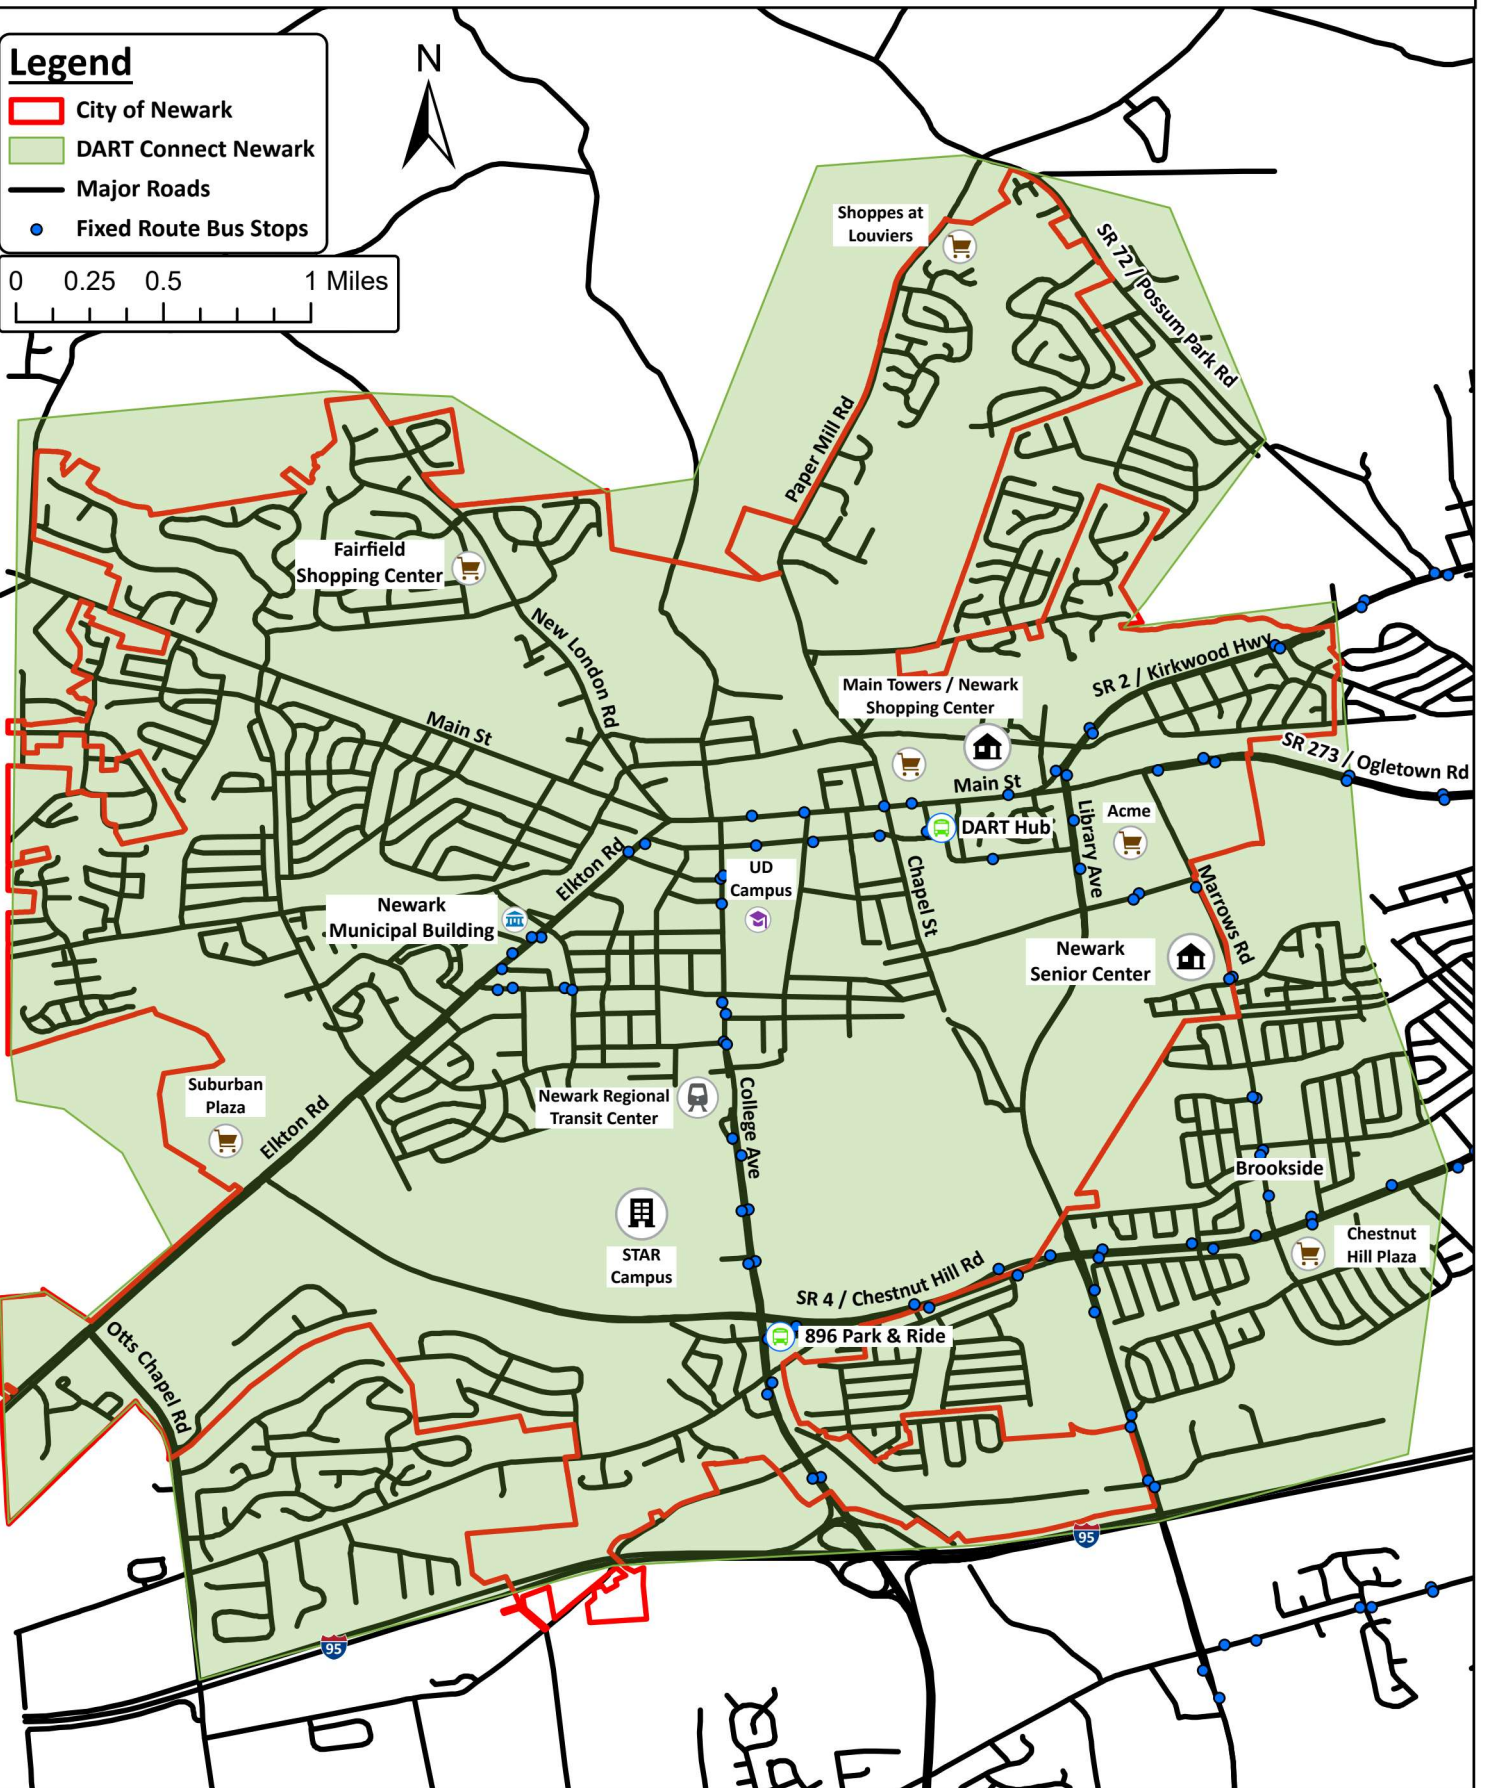 Legend
City of Newark
DART Connect Newark
Major Roads
Fixed Route Bus Stops
0 0.25 0.5 1 Miles
N
Shoppes at
Louviers
SR 72 / Possum Park Rd
Paper Mill Rd
Fairfield
Shopping Center
New London Rd
Main St
Main Towers / Newark
Shopping Center
SR 2 / Kirkwood Hwy
SR 273 / Ogletown Rd
Main St
DART Hub
Library Ave
Acme
Elkton Rd
UD
Campus
Chapel St
Marrows Rd
Newark
Municipal Building
Newark
Senior Center
Suburban
Plaza
Newark Regional
Transit Center
College Ave
Elkton Rd
Brookside
STAR
Campus
Chestnut
Hill Plaza
SR 4 / Chestnut Hill Rd
896 Park & Ride
Otts Chapel Rd
95
95